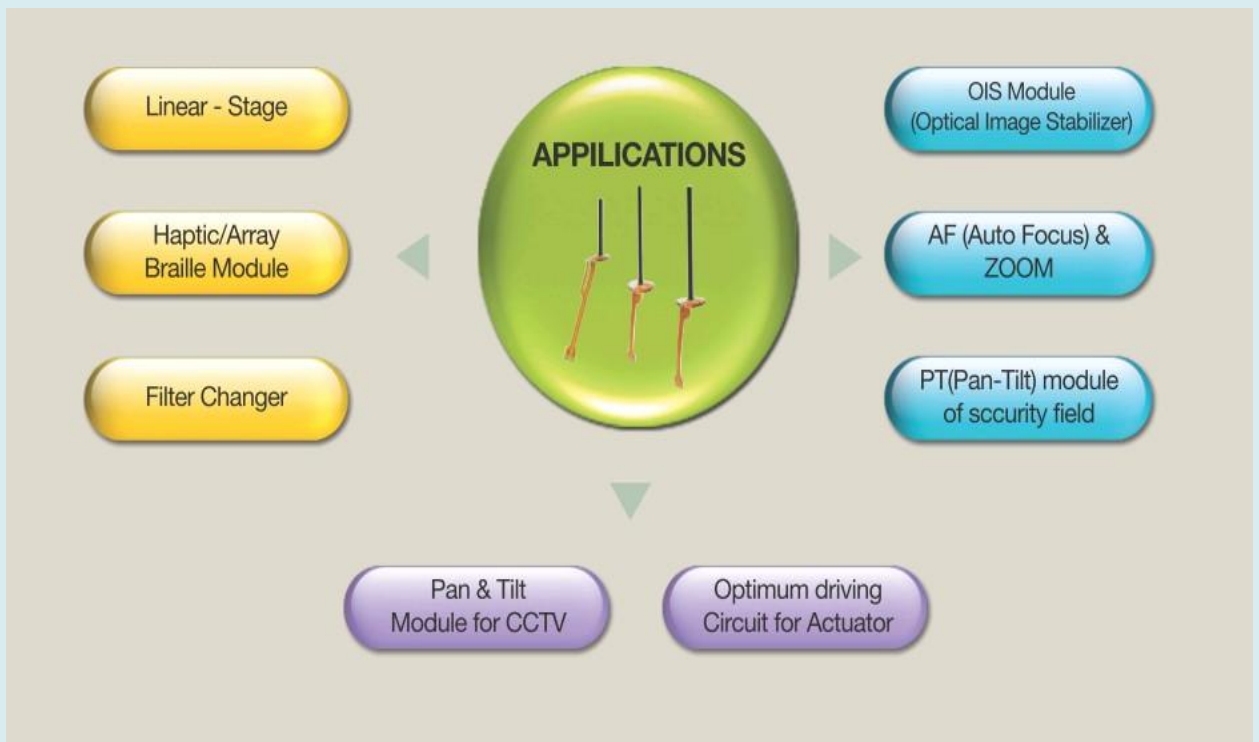 APPILICATIONS
Linear - Stage
Haptic/Array
Braille Module
Filter Changer
OIS Module
(Optical Image Stabilizer)
AF (Auto Focus) &
ZOOM
PT(Pan-Tilt) module
of sccurity field
Pan & Tilt
Module for CCTV
Optimum driving
Circuit for Actuator